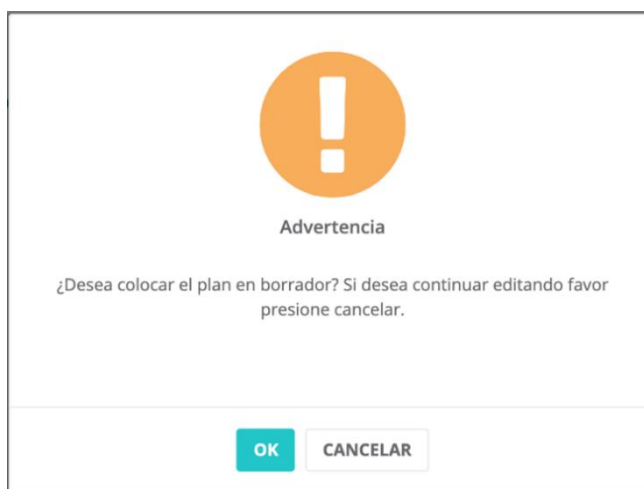 Advertencia
¿Desea colocar el plan en borrador? Si desea continuar editando favor
presione cancelar.
OK
CANCELAR